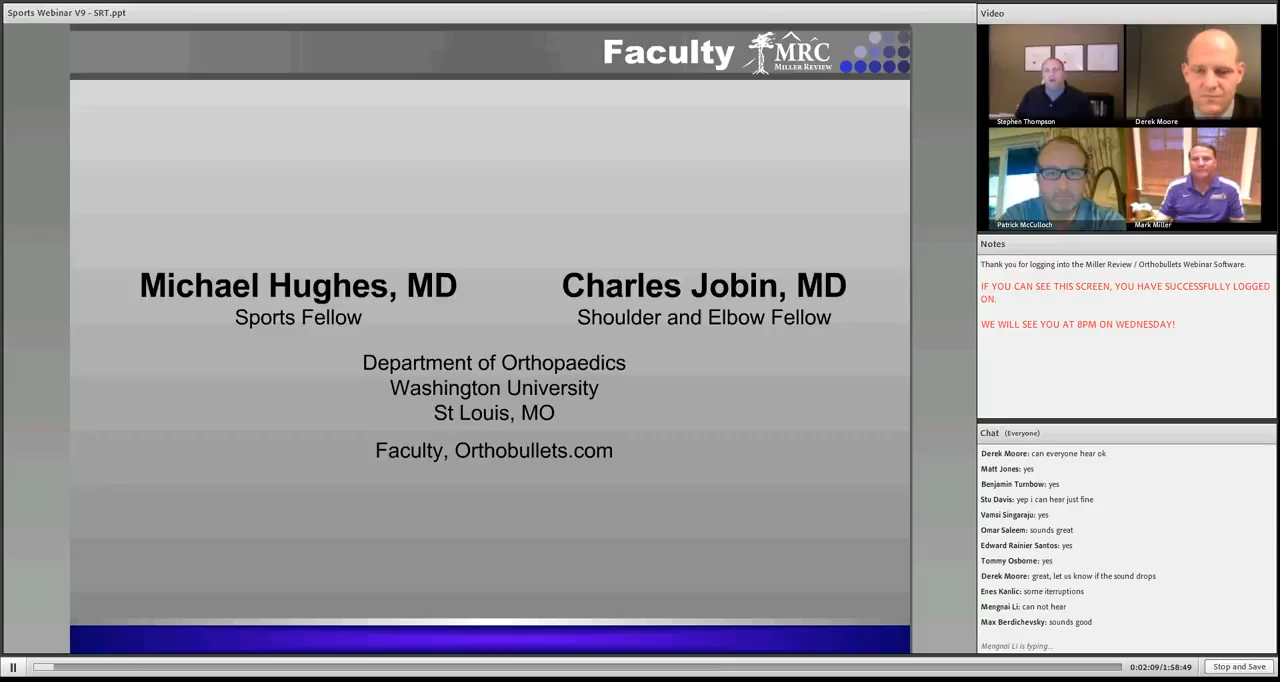 Sports Webinar V9 - SRT.ppt
Faculty
MRC
MILLER REVIEW
Michael Hughes, MD
Sports Fellow
Charles Jobin, MD
Shoulder and Elbow Fellow
Department of Orthopaedics
Washington University
St Louis, MO
Faculty, Orthobullets.com
Video
Stephen Thompson
Derek Moore
Patrick McCulloch
Mark Miller
Notes
Thank you for logging into the Miller Review / Orthobullets Webinar Software.
IF YOU CAN SEE THIS SCREEN, YOU HAVE SUCCESSFULLY LOGGED
ON.
WE WILL SEE YOU AT 8PM ON WEDNESDAY!
Chat (Everyone)
Derek Moore: can everyone hear ok
Matt Jones: yes
Benjamin Turnbow: yes
Stu Davis: yep i can hear just fine
Vamsi Singaraju: yes
Omar Saleem: sounds great
Edward Rainier Santos: yes
Tommy Osborne: yes
Derek Moore: great, let us know if the sound drops
Enes Kanlic: some iterruptions
Mengnai Li: can not hear
Max Berdichevsky: sounds good
Mengnai Li is typing...
0:02:09/1:58:49
Stop and Save